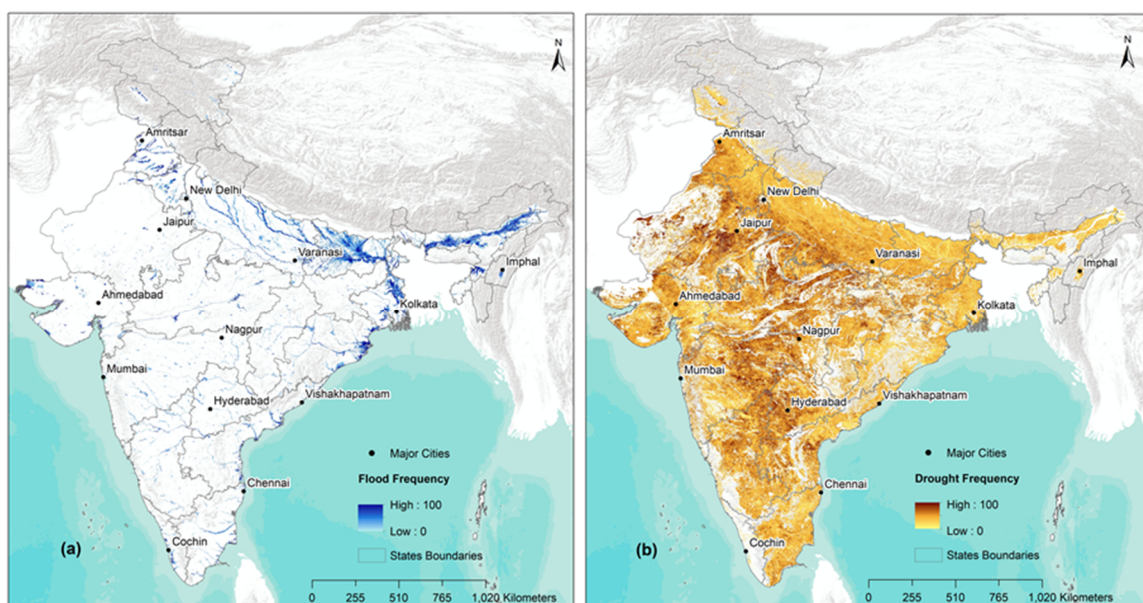 N
Amritsar
New Delhi
Jaipur
Varanasi
Imphal
Ahmedabad
Kolkata
Nagpur
Mumbai
Hyderabad
Vishakhapatnam
Major Cities
Flood Frequency
Chennai
High : 100
Low : 0
(a)
Cochin
States Boundaries
0 255 510 1,020 Kilometers
N
Amritsar
New Delhi
Jaipur
Varanasi
Imphal
Ahmedabad
Kolkata
Nagpur
Mumbai
Hyderabad
Vishakhapatnam
Major Cities
Drought Frequency
Chennai
High : 100
Low : 0
(b)
Cochin
States Boundaries
0 255 510 1,020 Kilometers